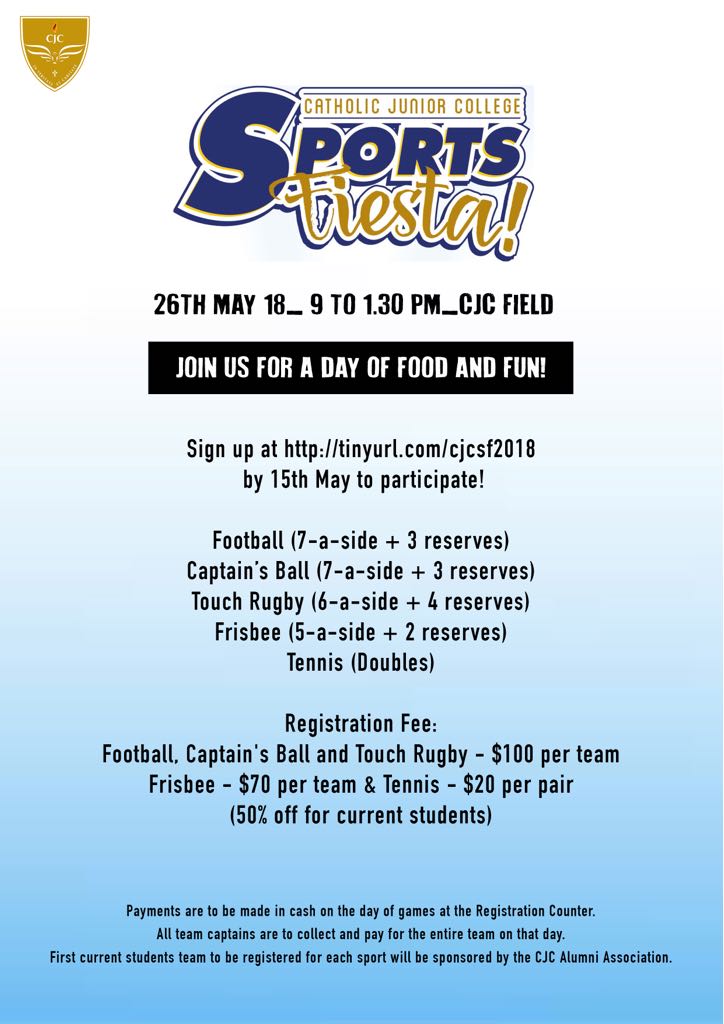 CJC
CATHOLIC JUNIOR COLLEGE
SPORTS
Fiesta!
26TH MAY 18_ 9 TO 1.30 PM_CJC FIELD
JOIN US FOR A DAY OF FOOD AND FUN!
Sign up at http://tinyurl.com/cjcsf2018
by 15th May to participate!
Football (7-a-side + 3 reserves)
Captain's Ball (7-a-side + 3 reserves)
Touch Rugby (6-a-side + 4 reserves)
Frisbee (5-a-side + 2 reserves)
Tennis (Doubles)
Registration Fee:
Football, Captain's Ball and Touch Rugby - $100 per team
Frisbee - $70 per team & Tennis - $20 per pair
(50% off for current students)
Payments are to be made in cash on the day of games at the Registration Counter.
All team captains are to collect and pay for the entire team on that day.
First current students team to be registered for each sport will be sponsored by the CJC Alumni Association.